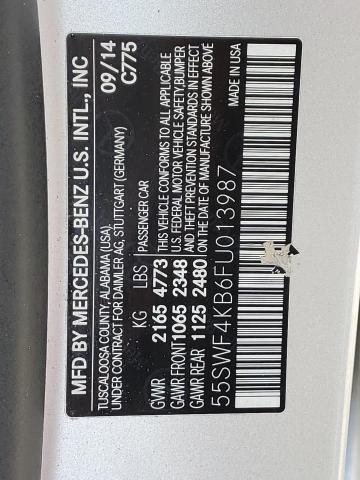 MFD BY MERCEDES-BENZ U.S. INTL., INC
TUSCALOOSA COUNTY, ALABAMA (USA),
UNDER CONTRACT FOR DAIMLER AG, STUTTGART (GERMANY)
09/14
C775
KG LBS PASSENGER CAR
GVWR 2165 4773
GAWR FRONT 1065 2348
GAWR REAR 1125 2480
THIS VEHICLE CONFORMS TO ALL APPLICABLE
U.S. FEDERAL MOTOR VEHICLE SAFETY, BUMPER
AND THEFT PREVENTION STANDARDS IN EFFECT
ON THE DATE OF MANUFACTURE SHOWN ABOVE.
55SWF4KB6FU013987